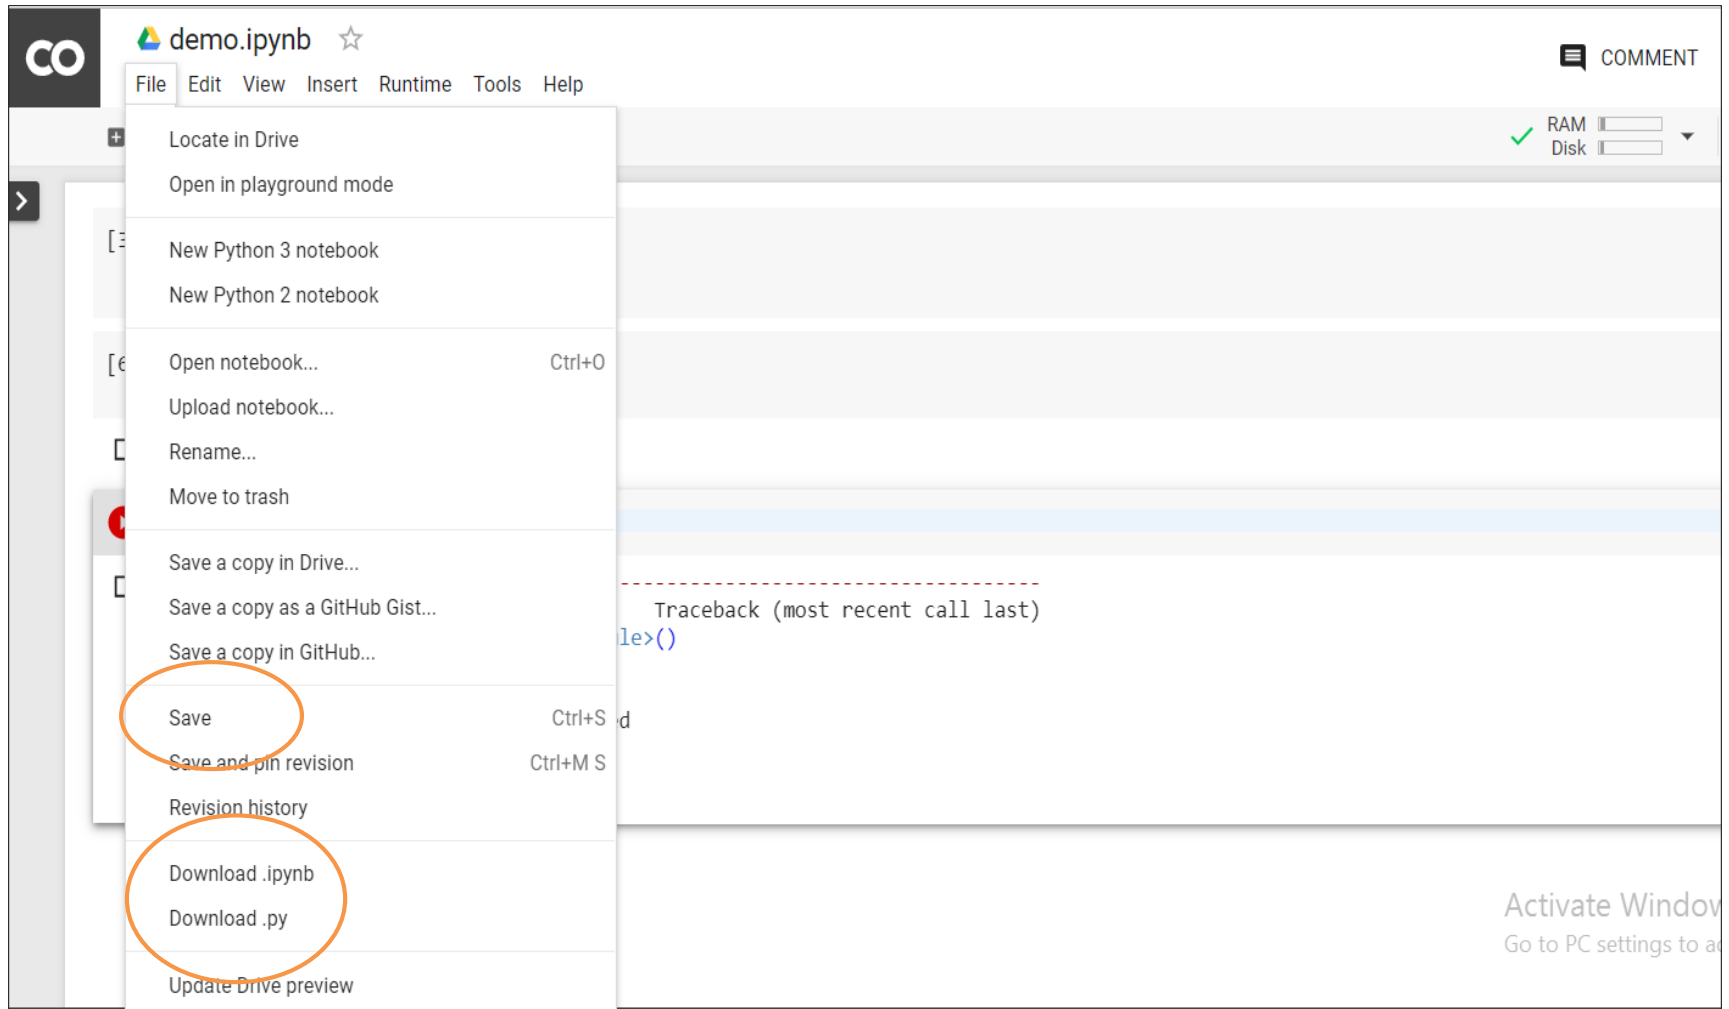 CO
demo.ipynb
File Edit View Insert Runtime Tools Help
COMMENT
RAM
Disk
Locate in Drive
Open in playground mode
New Python 3 notebook
New Python 2 notebook
Open notebook... Ctrl+O
Upload notebook...
Rename...
Move to trash
Save a copy in Drive...
Save a copy as a GitHub Gist...
Traceback (most recent call last)
le>()
Save a copy in GitHub...
Save Ctrl+S
d
Save and pin revision Ctrl+M S
Revision history
Download .ipynb
Download .py
Update Drive preview
Activate Window
Go to PC settings to a